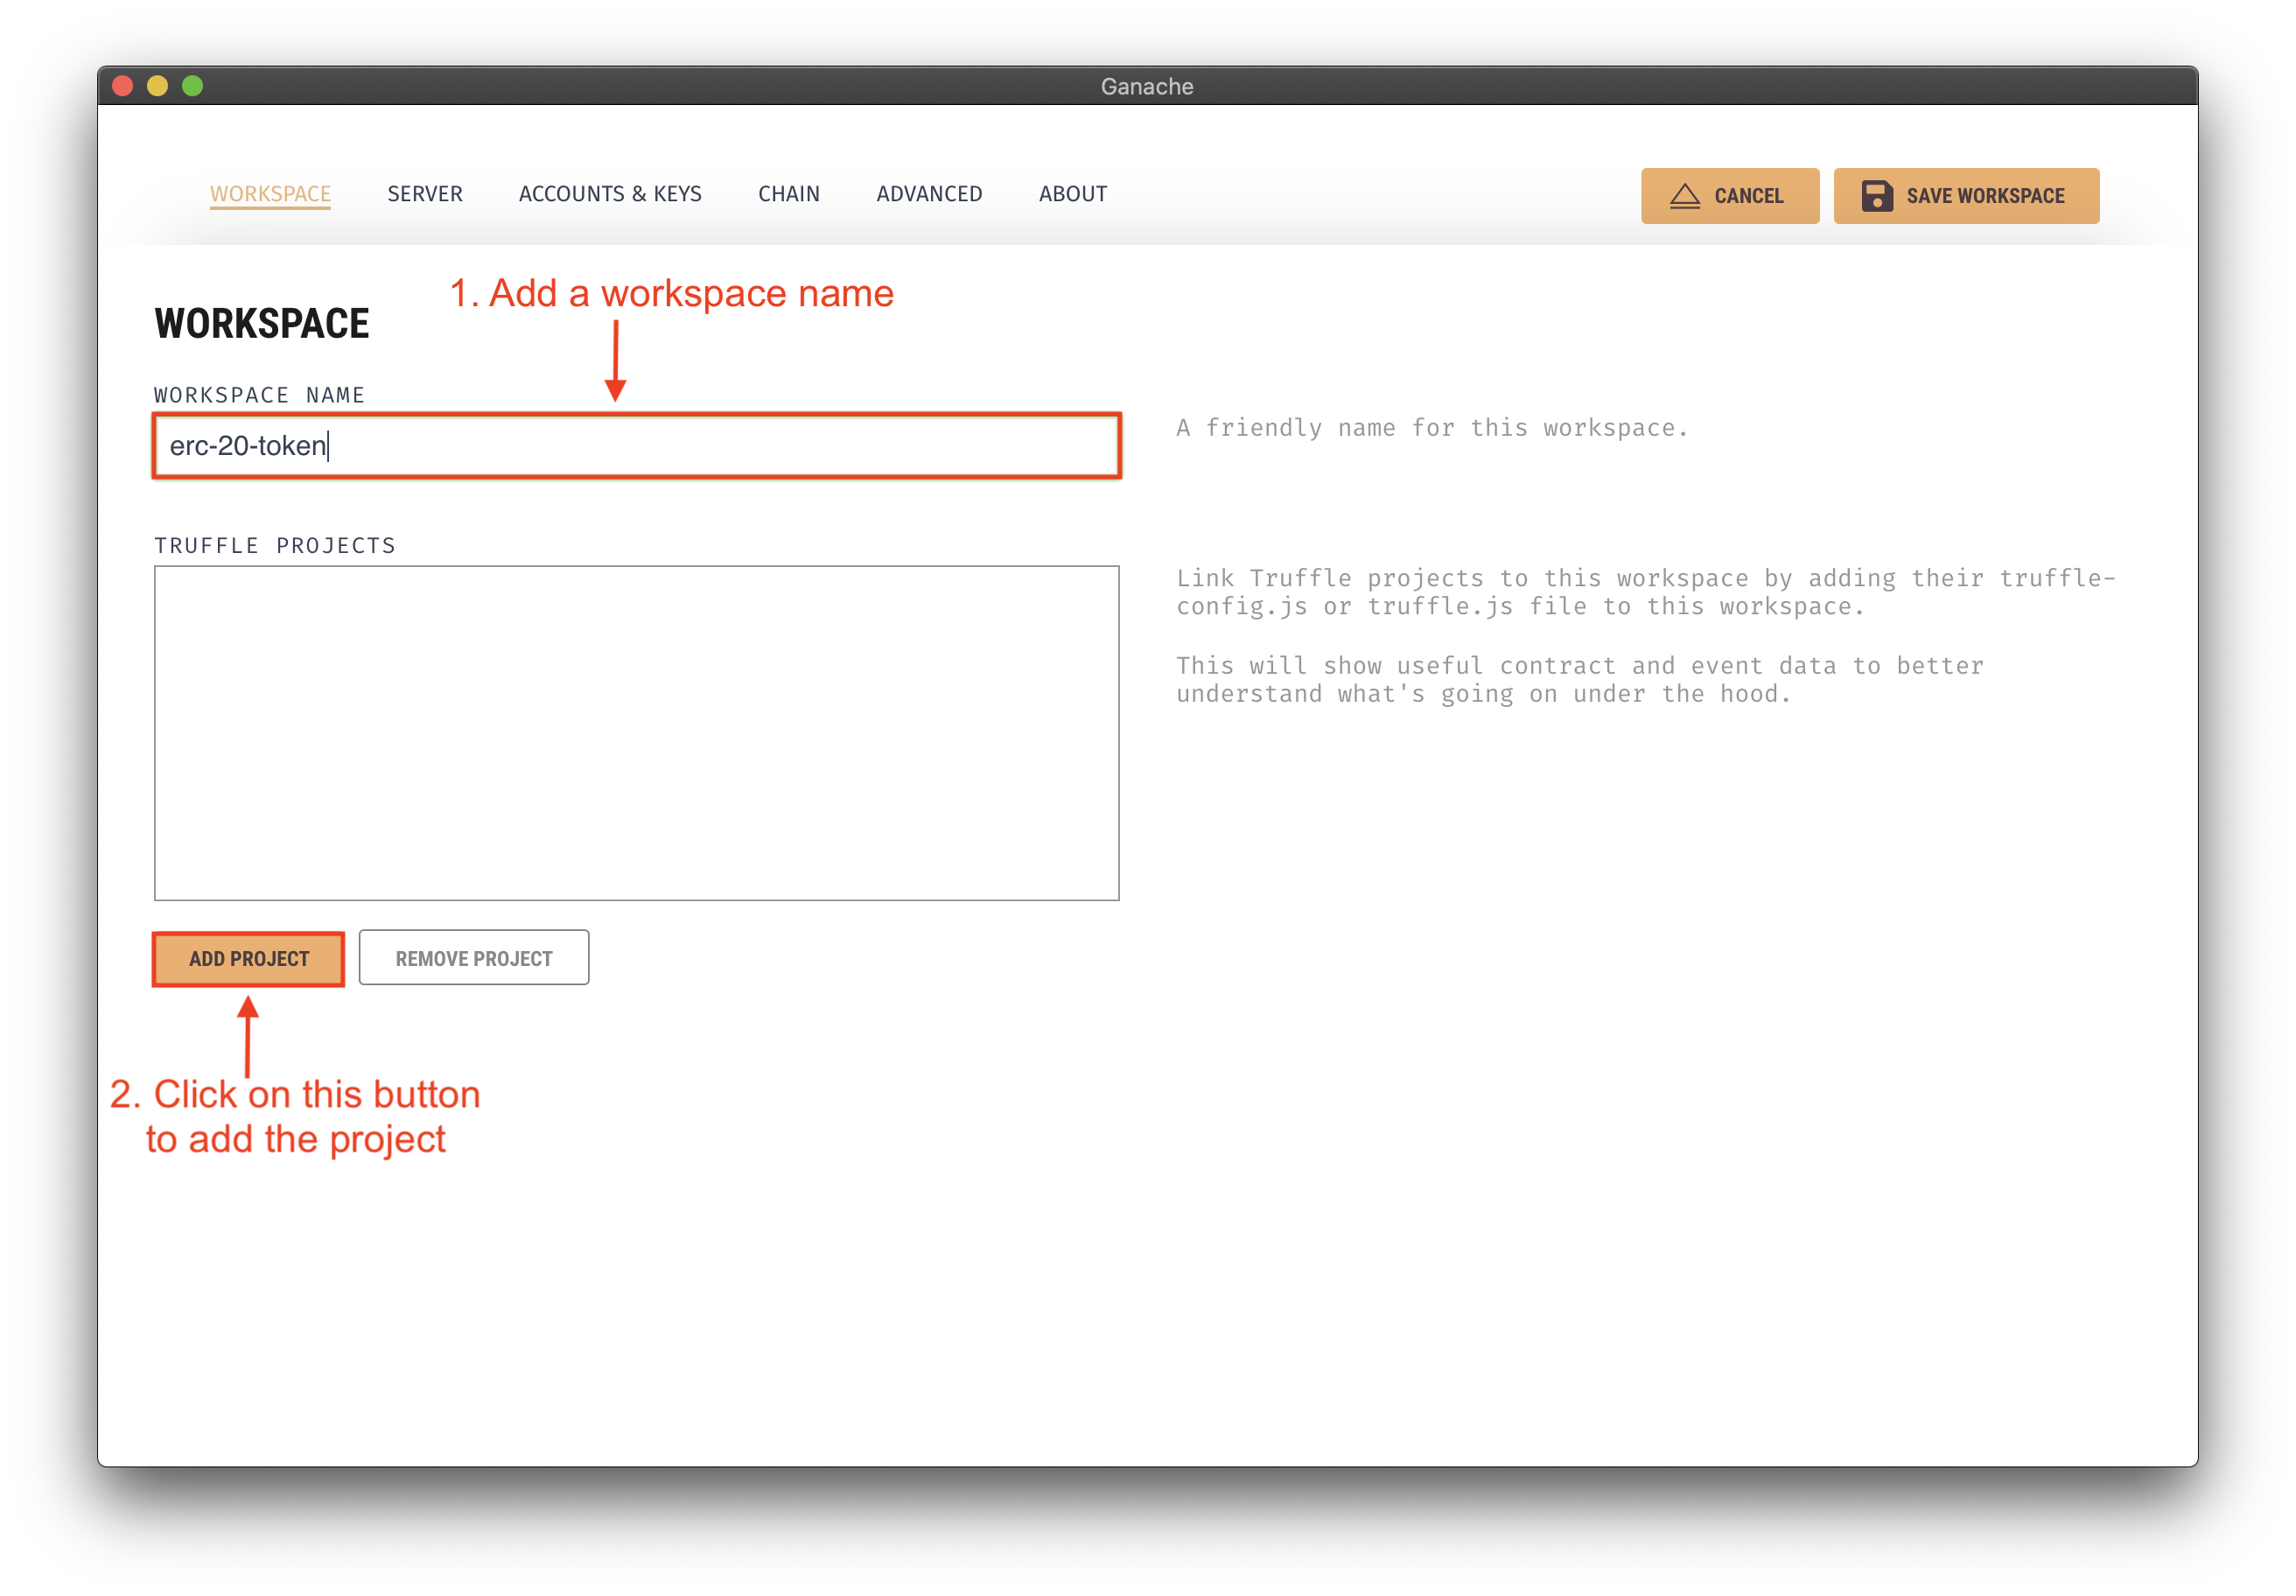 Ganache
WORKSPACE SERVER ACCOUNTS & KEYS CHAIN ADVANCED ABOUT CANCEL SAVE WORKSPACE
1. Add a workspace name
WORKSPACE
WORKSPACE NAME
erc-20-token
A friendly name for this workspace.
TRUFFLE PROJECTS
Link Truffle projects to this workspace by adding their truffle-
config.js or truffle.js file to this workspace.
This will show useful contract and event data to better
understand what's going on under the hood.
ADD PROJECT REMOVE PROJECT
2. Click on this button
to add the project